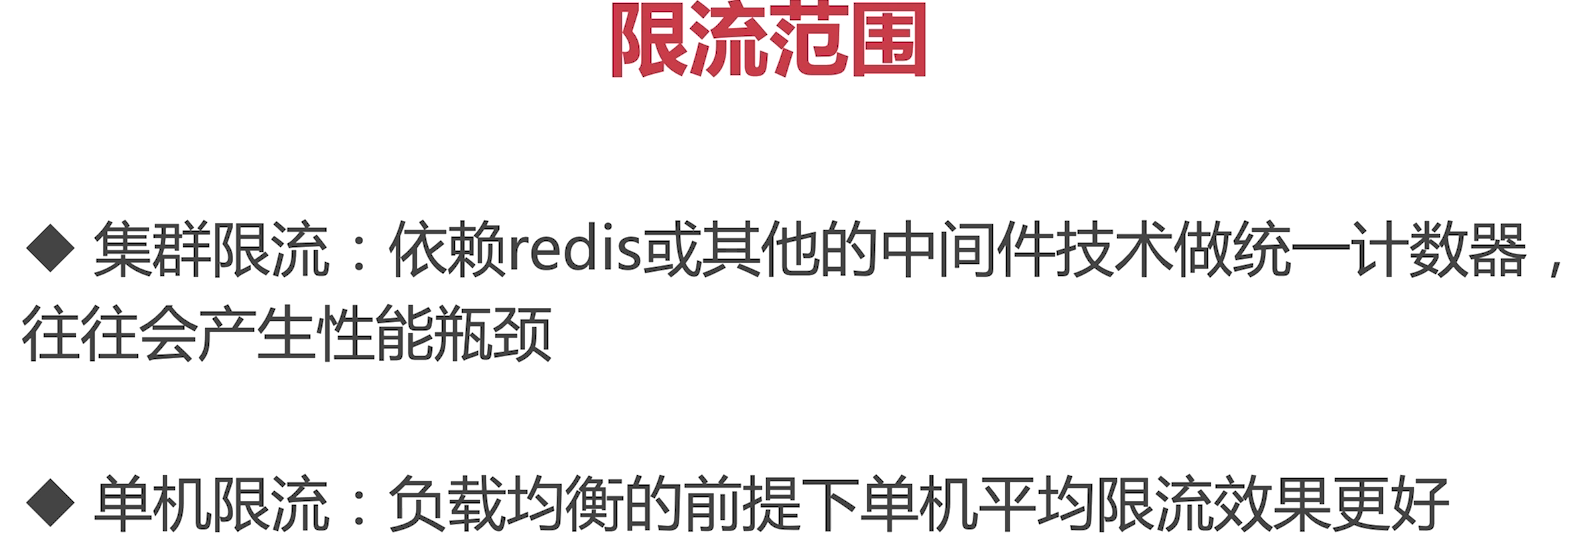 限流范围
◆ 集群限流：依赖redis或其他的中间件技术做统一计数器，
往往会产生性能瓶颈
◆ 单机限流：负载均衡的前提下单机平均限流效果更好